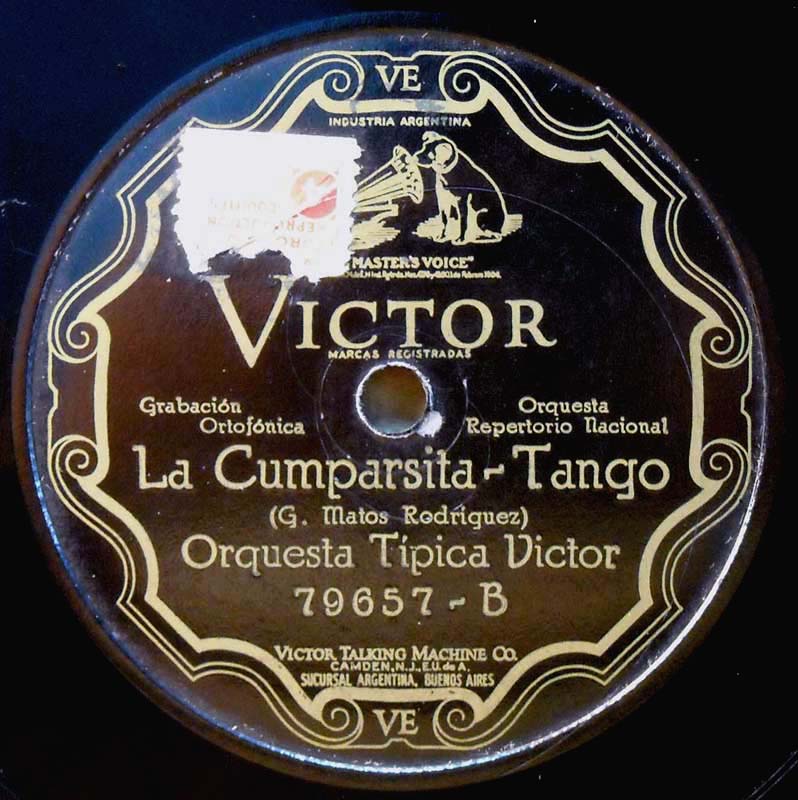 VE
INDUSTRIA ARGENTINA
MASTER'S VOICE"
VICTOR
MARCAS REGISTRADAS
Grabación Ortofónica
Orquesta Repertorio Nacional
La Cumparsita - Tango
(G. Matos Rodríguez)
Orquesta Típica Victor
79657 - B
VICTOR TALKING MACHINE CO.
CAMDEN, N.J., E.U. de A.
SUCURSAL ARGENTINA, BUENOS AIRES
VE